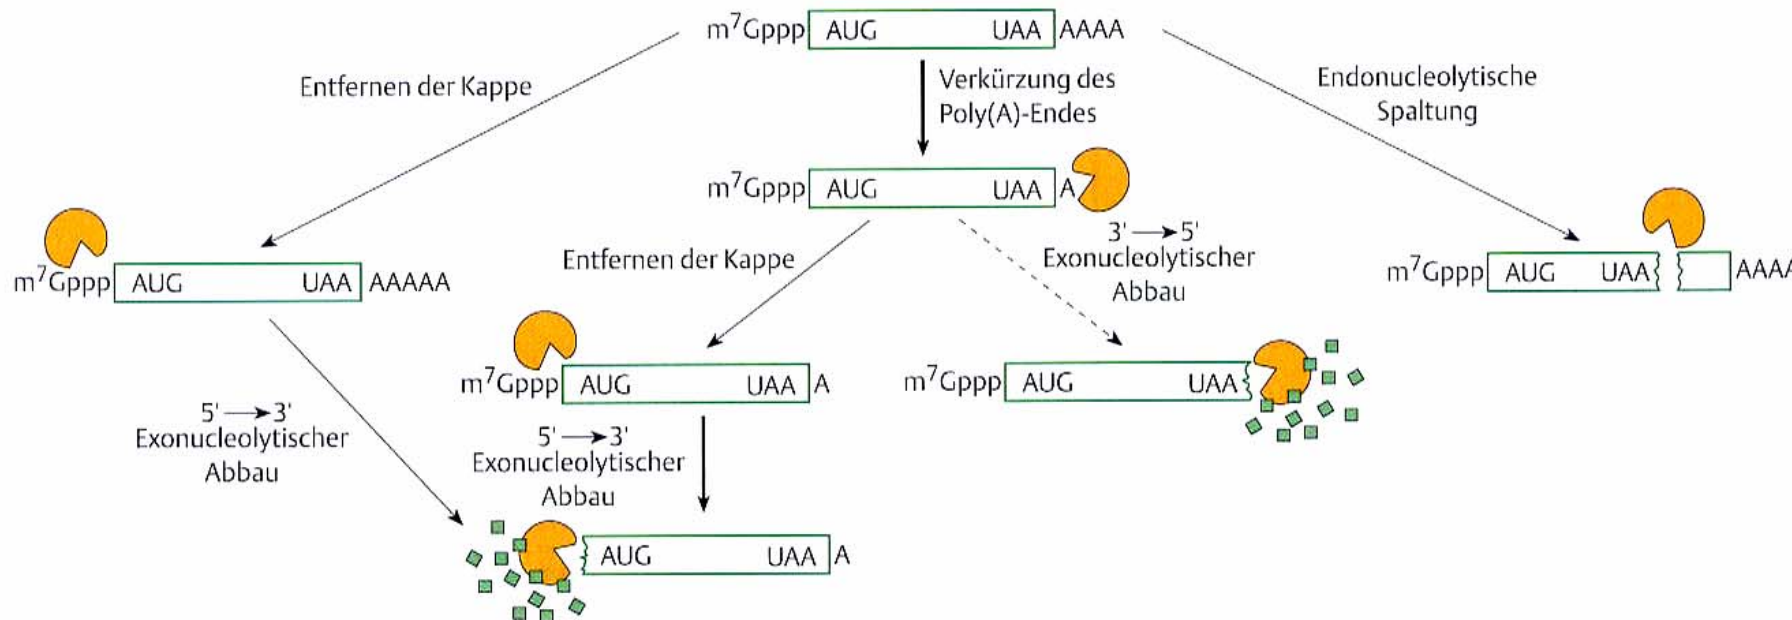 m⁷Gppp AUG UAA AAAA
Entfernen der Kappe
Verkürzung des
Poly(A)-Endes
Endonucleolytische
Spaltung
m⁷Gppp AUG UAA A
m⁷Gppp AUG UAA AAAAA
Entfernen der Kappe
3' → 5'
Exonucleolytischer
Abbau
m⁷Gppp AUG UAA AAAA
m⁷Gppp AUG UAA A
m⁷Gppp AUG UAA
5' → 3'
Exonucleolytischer
Abbau
5' → 3'
Exonucleolytischer
Abbau
AUG UAA A